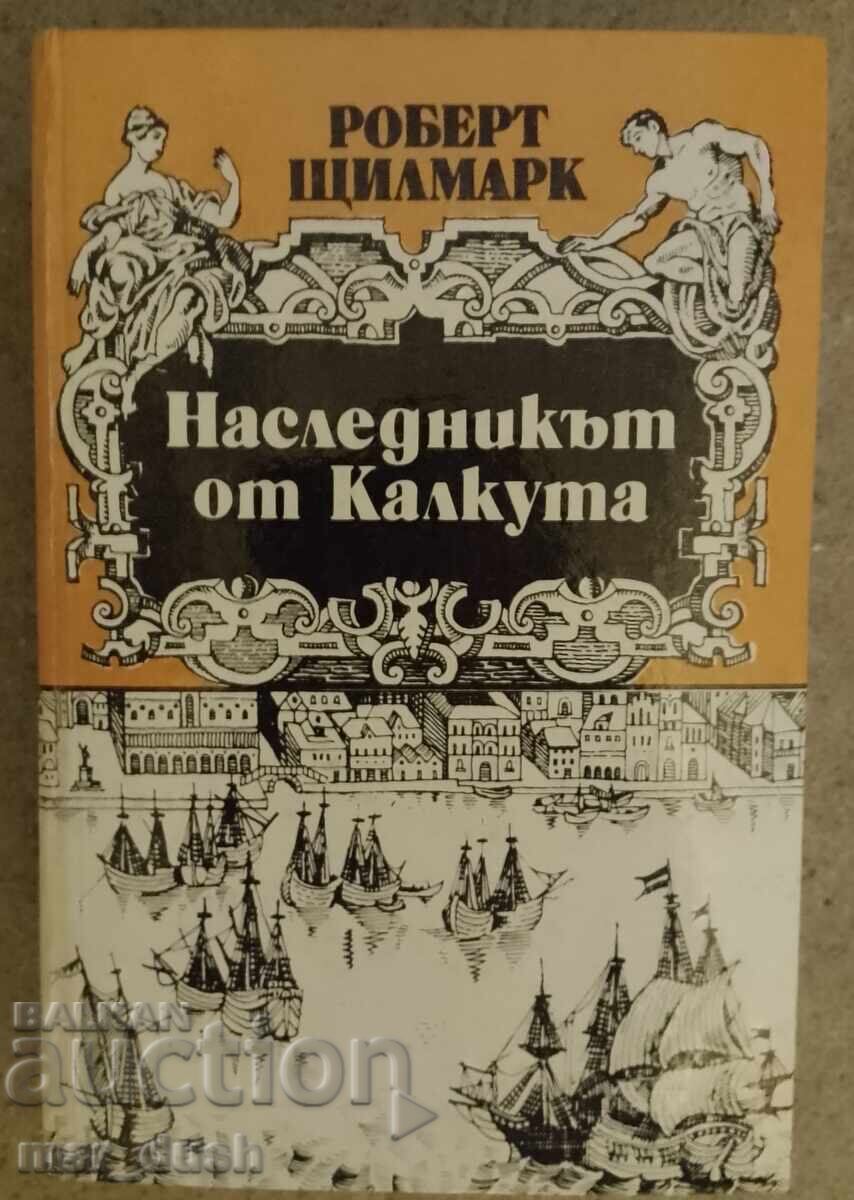 РОБЕРТ
ЩИЛМАРК
Наследникът
от Калкута
BALKAN
auction
mar_dush